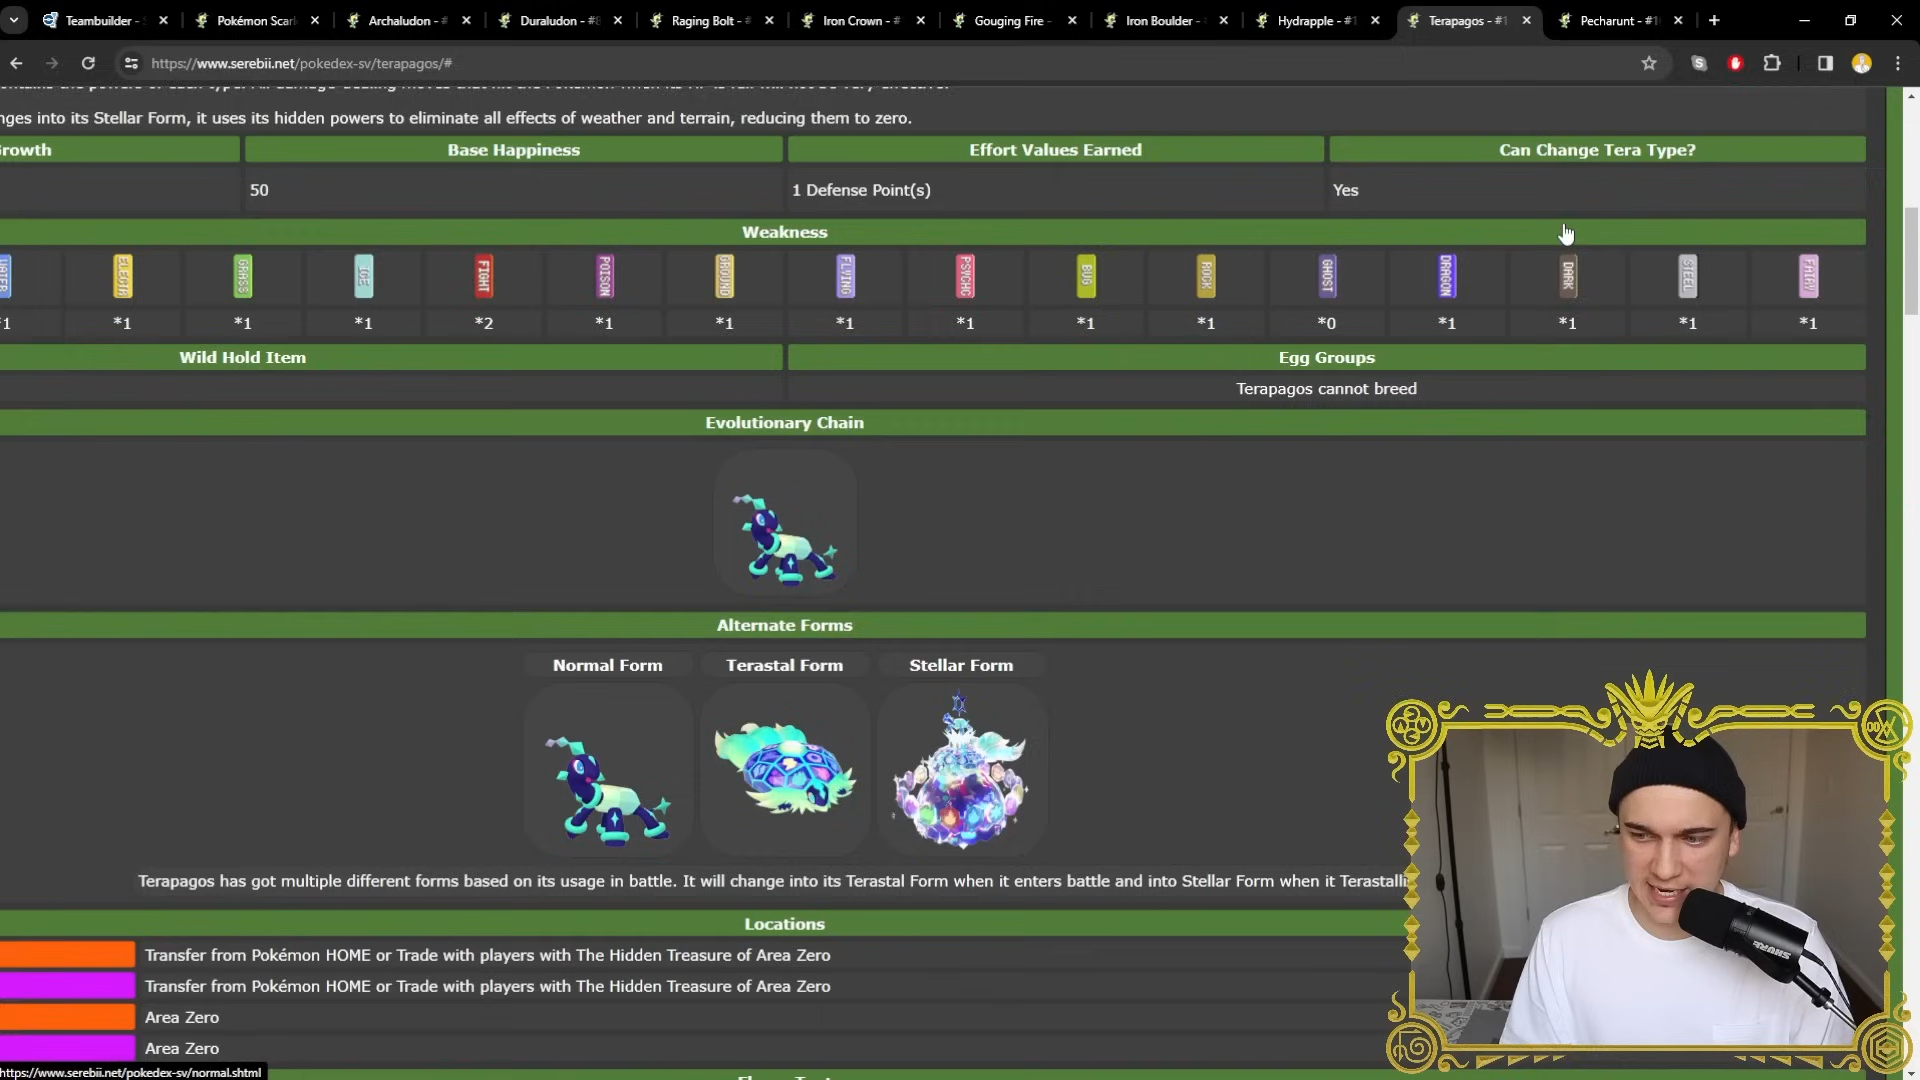 Teambuilder -
Pokémon Scarl
Archaludon - #
Duraludon - #8
Raging Bolt - #
Iron Crown - #
Gouging Fire -
Iron Boulder -
Hydrapple - #1
Terapagos - #1
Pecharunt - #1
https://www.serebii.net/pokedex-sv/terapagos/#
nges into its Stellar Form, it uses its hidden powers to eliminate all effects of weather and terrain, reducing them to zero.
Growth Base Happiness Effort Values Earned Can Change Tera Type?
50 1 Defense Point(s) Yes
Weakness
WATER ELECTR GRASS ICE FIGHT POISON GROUND FLYING PSYCHC BUG ROCK GHOST DRAGON DARK STEEL FAIRY
*1 *1 *1 *1 *2 *1 *1 *1 *1 *1 *1 *0 *1 *1 *1 *1
Wild Hold Item Egg Groups
Terapagos cannot breed
Evolutionary Chain
Alternate Forms
Normal Form Terastal Form Stellar Form
Terapagos has got multiple different forms based on its usage in battle. It will change into its Terastal Form when it enters battle and into Stellar Form when it Terastalli
Locations
Transfer from Pokémon HOME or Trade with players with The Hidden Treasure of Area Zero
Transfer from Pokémon HOME or Trade with players with The Hidden Treasure of Area Zero
Area Zero
Area Zero
https://www.serebii.net/pokedex-sv/normal.shtml
SHURE